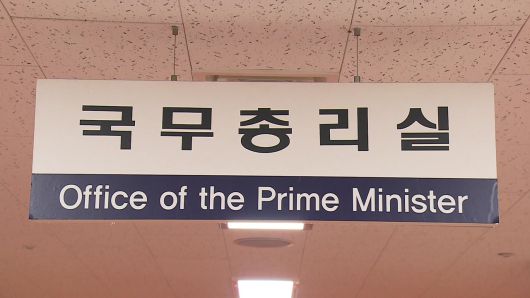 국무총리실
Office of the Prime Minister